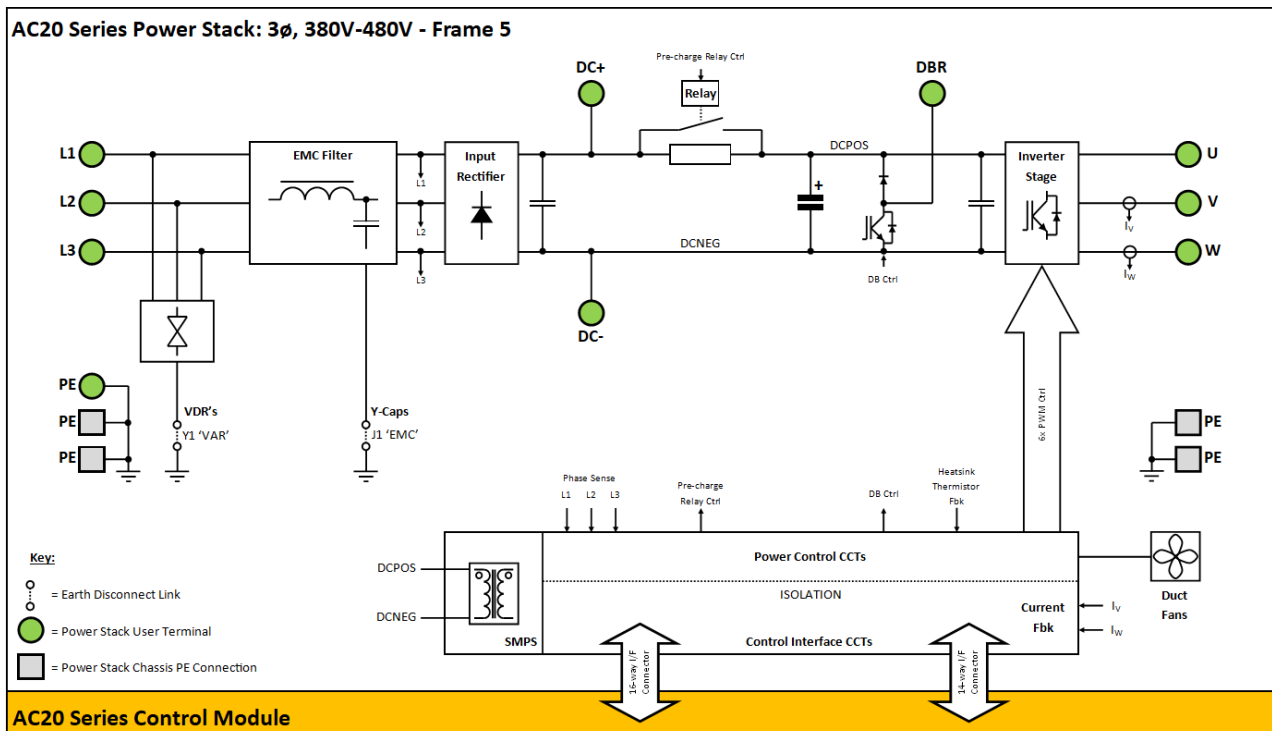 AC20 Series Power Stack: 3ø, 380V-480V - Frame 5
DC+
Pre-charge Relay Ctrl
Relay
DBR
L1
L2
L3
EMC Filter
L1
L2
L3
Input
Rectifier
DCPOS
+
DCNEG
DB Ctrl
Inverter
Stage
U
V
W
IV
IW
DC-
PE
PE
PE
VDR's
Y1 'VAR'
Y-Caps
J1 'EMC'
6x PWM Ctrl
PE
PE
Phase Sense
L1 L2 L3
Pre-charge
Relay Ctrl
DB Ctrl
Heatsink
Thermistor
Fbk
DCPOS
DCNEG
SMPS
Power Control CCTs
ISOLATION
Control Interface CCTs
Current
Fbk
IV
IW
Duct
Fans
Key:
= Earth Disconnect Link
= Power Stack User Terminal
= Power Stack Chassis PE Connection
16-way I/F
Connector
14-way I/F
Connector
AC20 Series Control Module